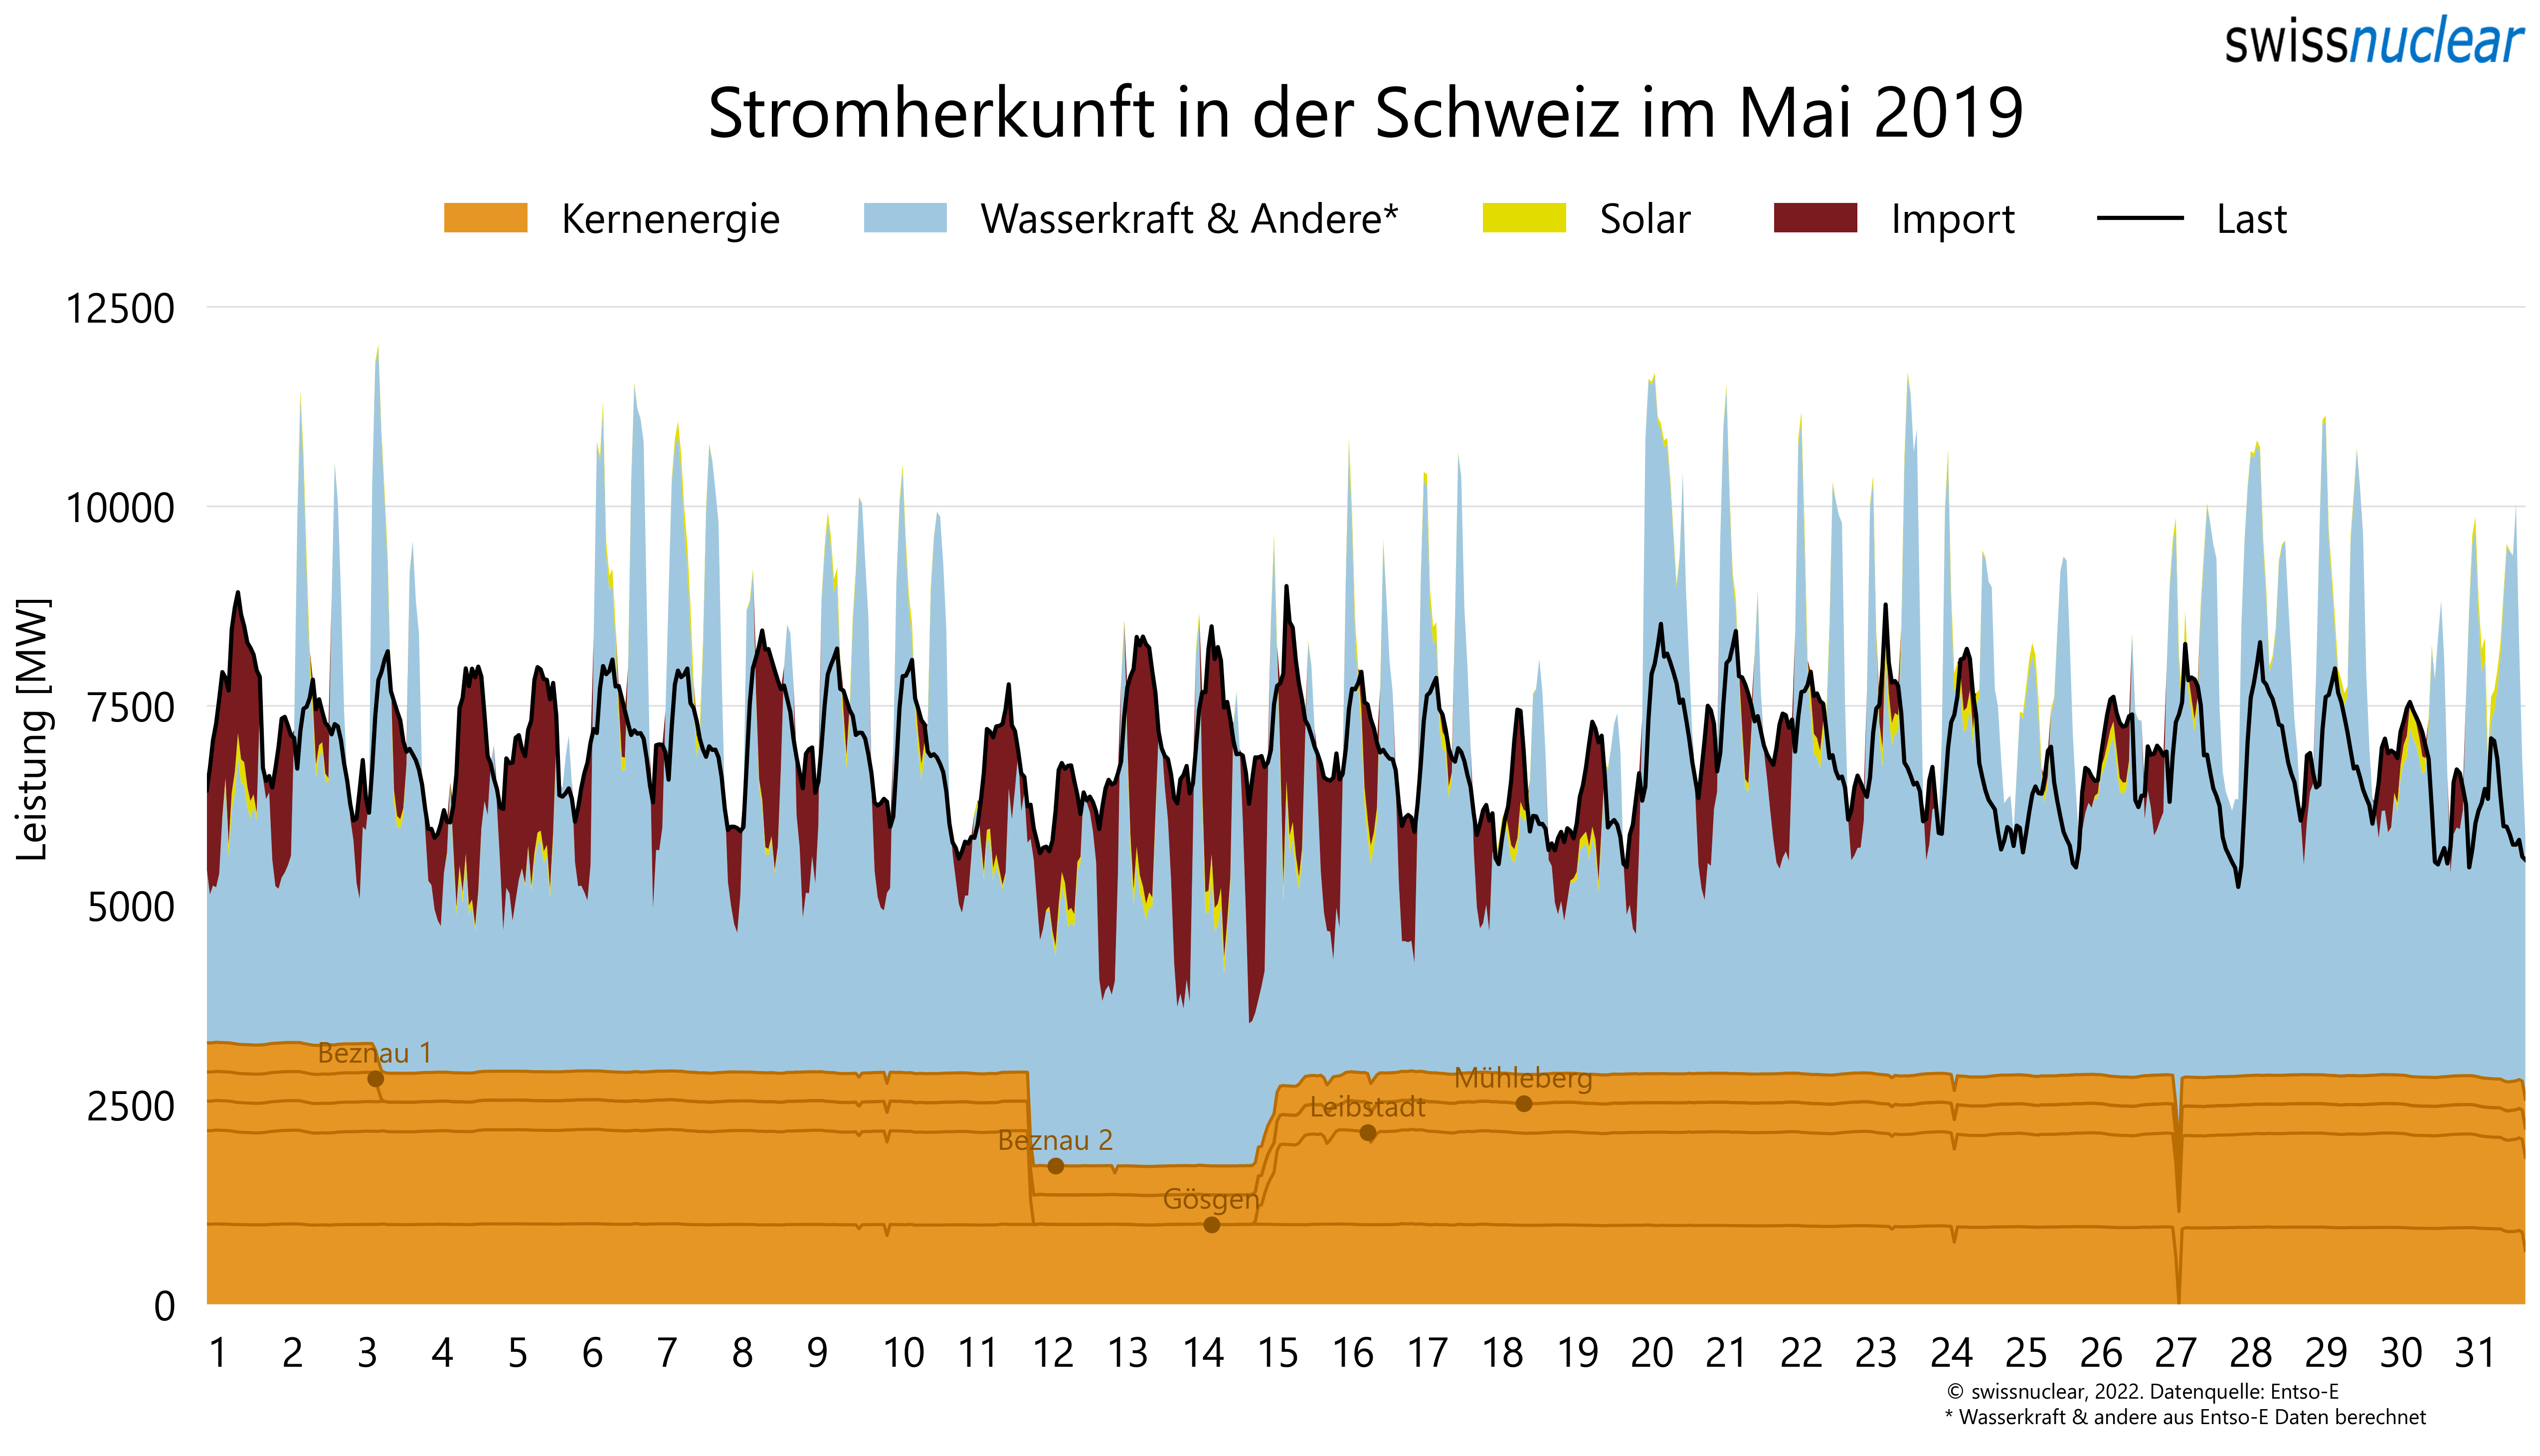 swissnuclear
Stromherkunft in der Schweiz im Mai 2019
Kernenergie Wasserkraft & Andere* Solar Import Last
Leistung [MW]
12500
10000
7500
5000
2500
0
Beznau 1
Mühleberg
Leibstadt
Beznau 2
Gösgen
1 2 3 4 5 6 7 8 9 10 11 12 13 14 15 16 17 18 19 20 21 22 23 24 25 26 27 28 29 30 31
© swissnuclear, 2022. Datenquelle: Entso-E
* Wasserkraft & andere aus Entso-E Daten berechnet